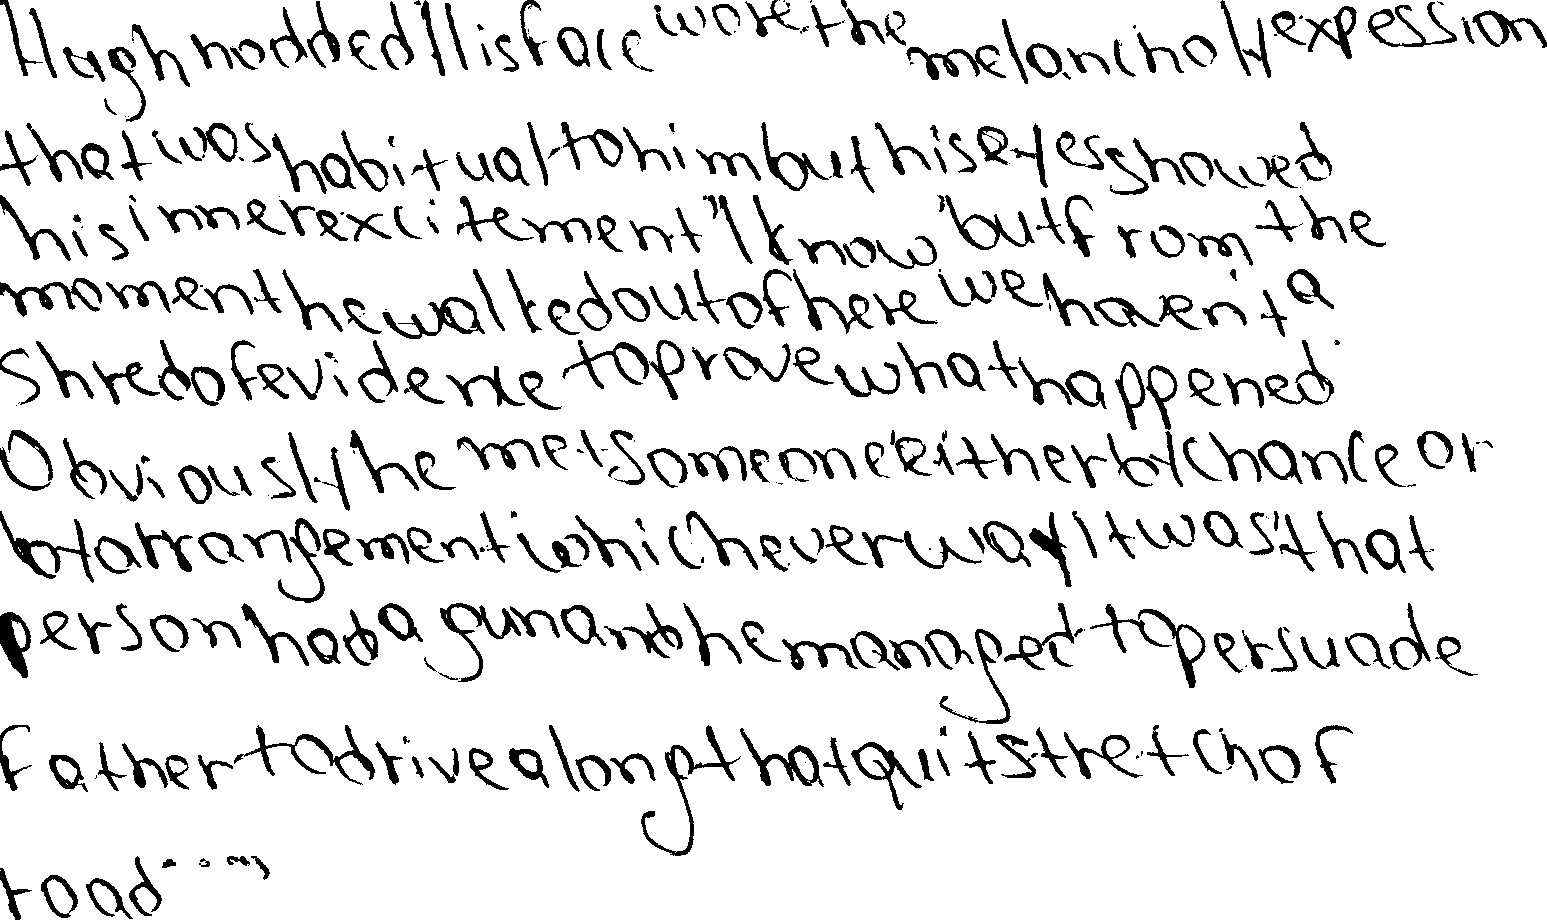 Hugh nodded His face wore the melancholy expession
that was habitual to him but his eyes showed
his inner excitement "I know" but from the
moment he walked out of here we haven't a
Shred of evidence to prove what happened
Obviously he met someone either by chance or
by arrangement whichever way it was that
person had a gun and he managed to persuade
father to drive along that quit stretch of
road...."